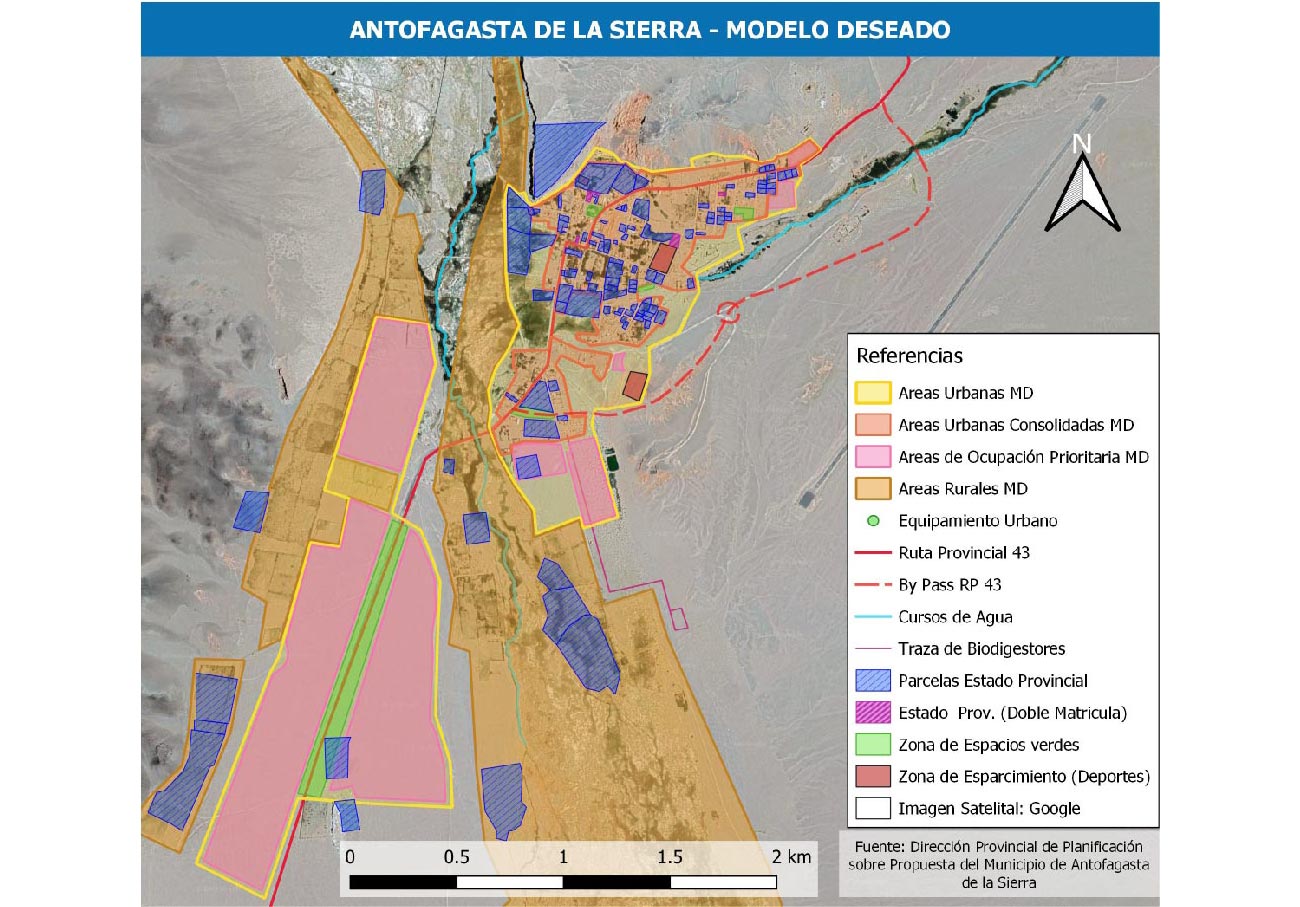 ANTOFAGASTA DE LA SIERRA - MODELO DESEADO
N
Referencias
Areas Urbanas MD
Areas Urbanas Consolidadas MD
Areas de Ocupación Prioritaria MD
Areas Rurales MD
Equipamiento Urbano
Ruta Provincial 43
By Pass RP 43
Cursos de Agua
Traza de Biodigestores
Parcelas Estado Provincial
Estado Prov. (Doble Matricula)
Zona de Espacios verdes
Zona de Esparcimiento (Deportes)
Imagen Satelital: Google
Fuente: Dirección Provincial de Planificación
sobre Propuesta del Municipio de Antofagasta
de la Sierra
0 0.5 1 1.5 2 km